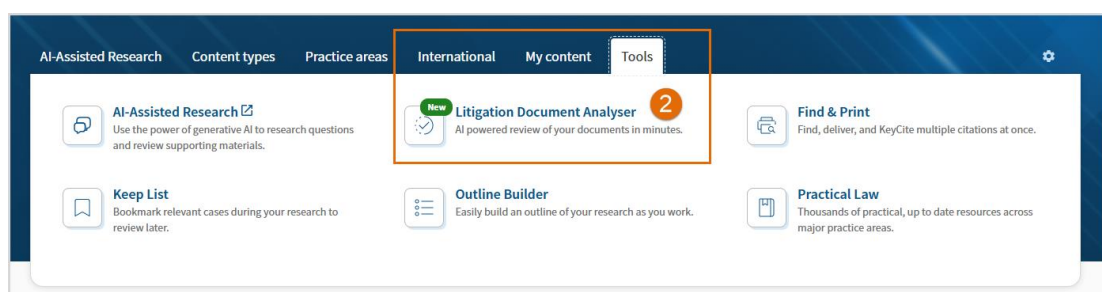 AI-Assisted Research Content types Practice areas International My content Tools
AI-Assisted Research
Use the power of generative AI to research questions
and review supporting materials.
New
Litigation Document Analyser
2
AI powered review of your documents in minutes.
Find & Print
Find, deliver, and KeyCite multiple citations at once.
Keep List
Bookmark relevant cases during your research to
review later.
Outline Builder
Easily build an outline of your research as you work.
Practical Law
Thousands of practical, up to date resources across
major practice areas.